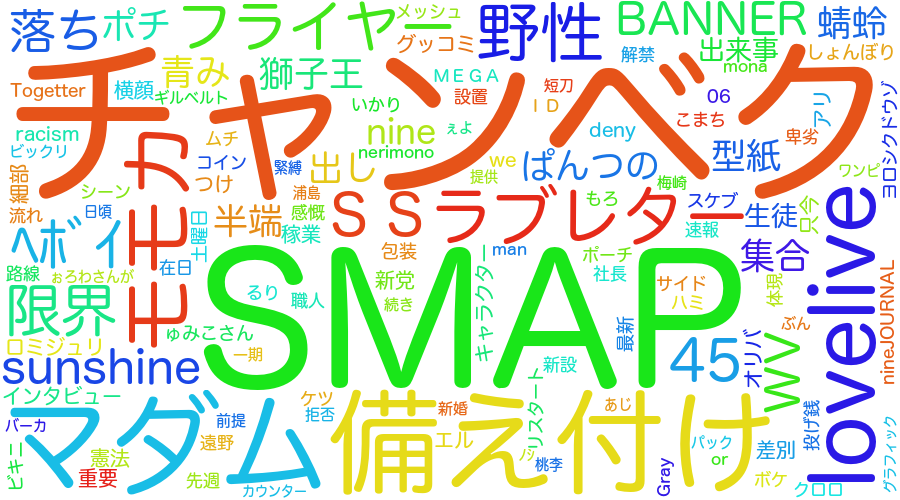 落ち
ポチ
フライヤー
メッシュ
グッコミ
野性
BANNER
蜻蛉
解禁
出来事
しょんぼり
mona
チャンベク
Togetter
横顔
青み
ギルベルト
獅子王
いかり
MEGA
設置
短刀
ID
06
こまち
アリ
卑劣
ヨロシクドウゾ
racism
ビックリ
モモカ
ムチ
コイン
緊縛
nine
nerimono
ぇよ
deny
we
提供
ぱんつの
型紙
ワンピ
細部
シーン
つけ
出し
浦島
梅崎
スケブ
只今
流れ
日頃
土曜日
半端
感慨
SS
ラブレター
もろ
生徒
速報
ヘボイ
稼業
包装
man
ポーチ
集合
lovelive
路線
ぉろわさんが
在日
るり
職人
新党
キャラクター
社長
サイド
体現
限界
続き
ハミ
nineJOURNAL
ゅみこさん
SMAP
最新
ぶん
ロミジュリ
一期
45
オリバ
VV
sunshine
新設
リスタート
インタビュー
ケツ
新婚
あじ
投げ銭
バーカ
マダム
前提
拒否
備え付け
エル
パック
差別
グラフィック
ビキニ
憲法
遠野
or
重要
先週
桃李
Gray
ボケ
カウンター
クロロ